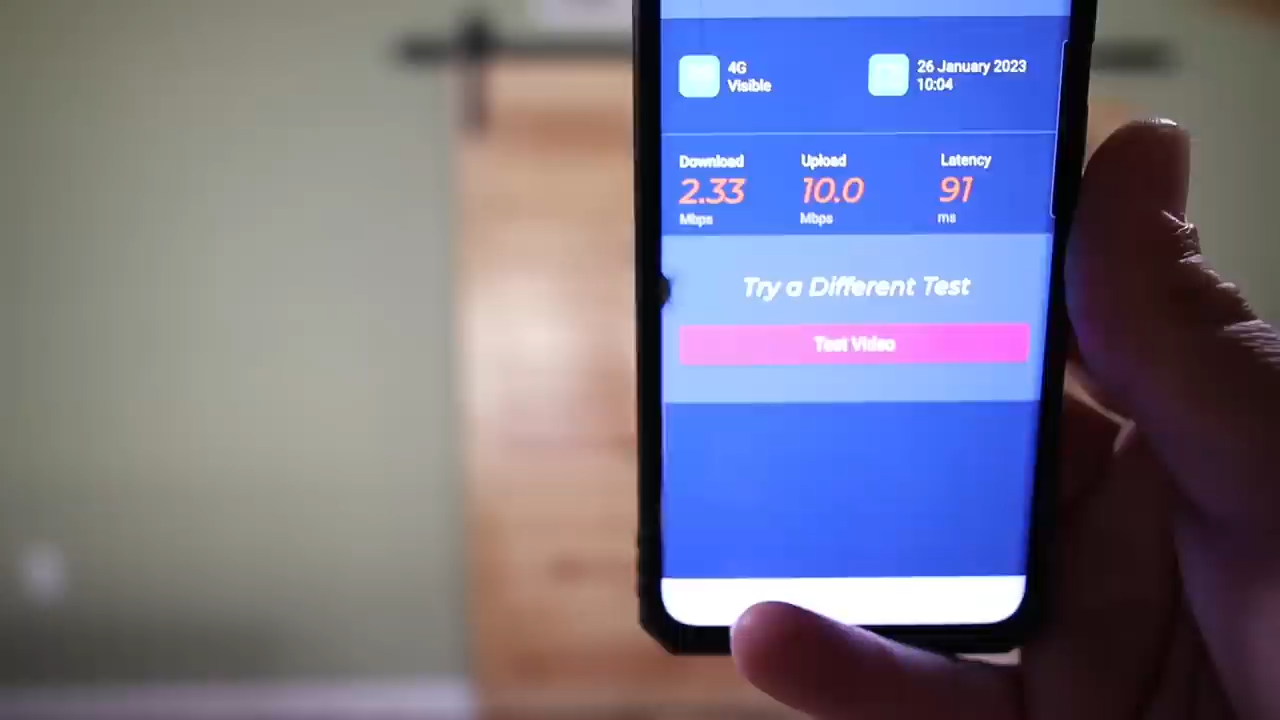 4G
Visible
26 January 2023
10:04
Download
Upload
Latency
2.33
10.0
91
Mbps
Mbps
ms
Try a Different Test
Test Video